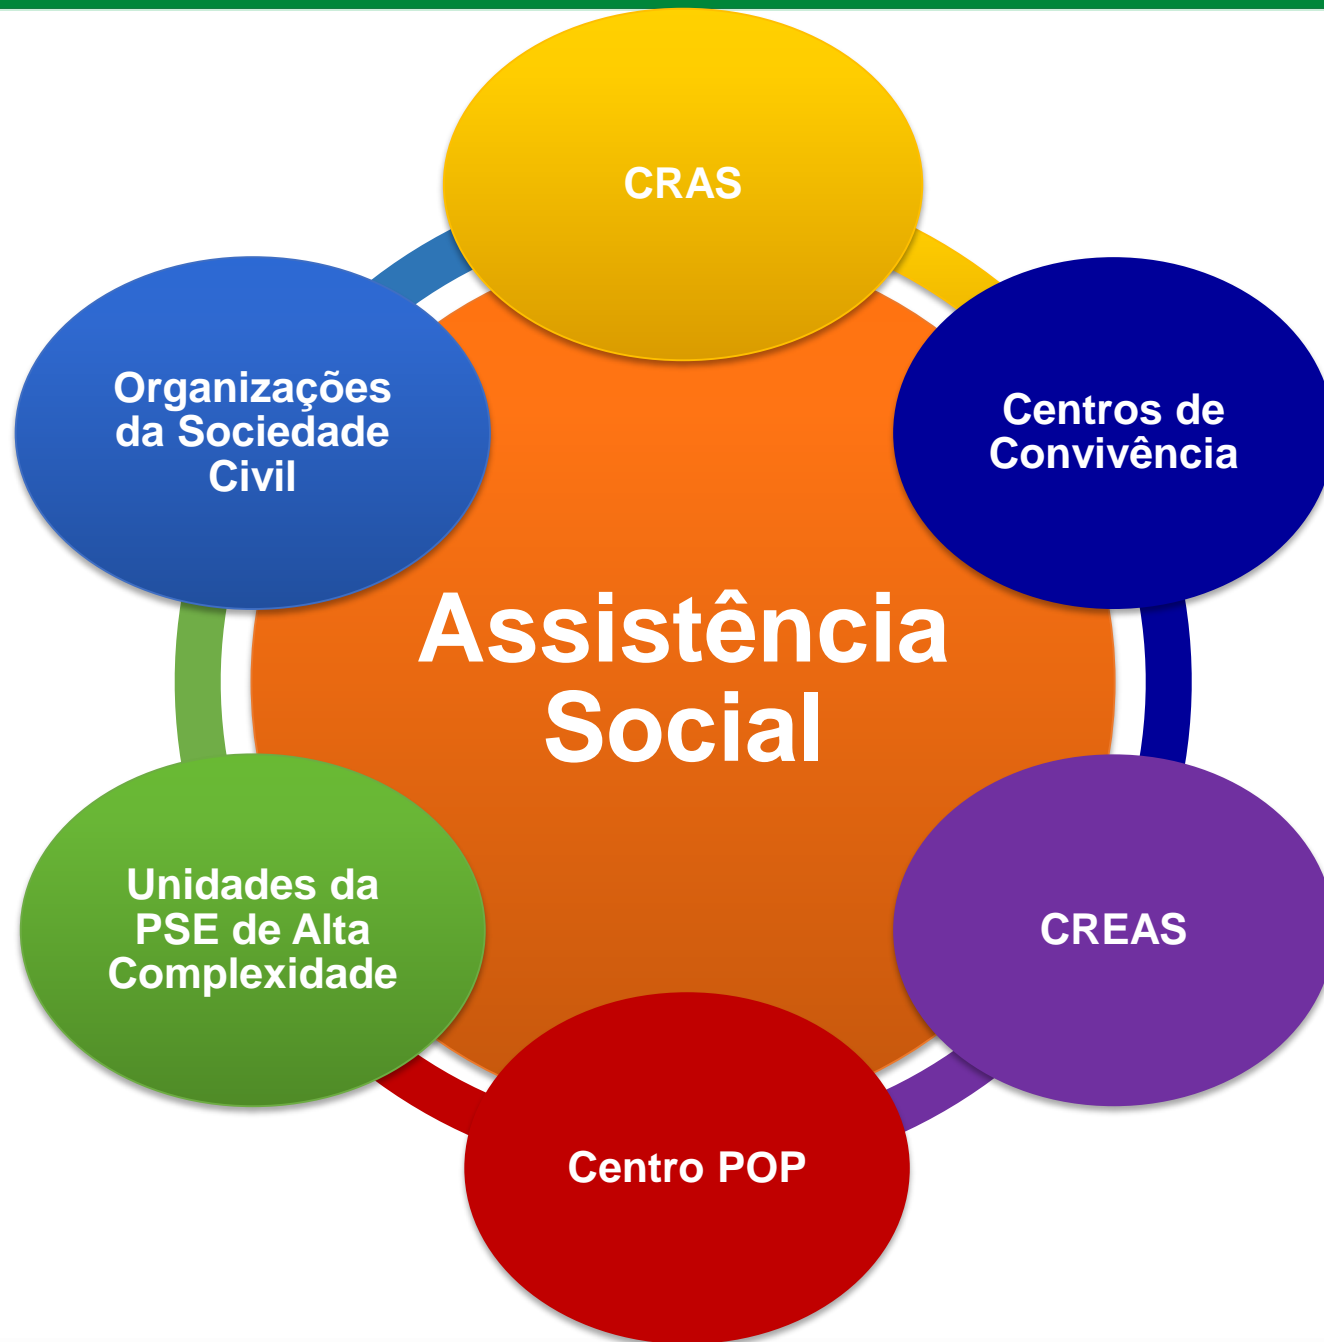 CRAS
Organizações
da Sociedade
Civil
Centros de
Convivência
Assistência
Social
Unidades da
PSE de Alta
Complexidade
CREAS
Centro POP